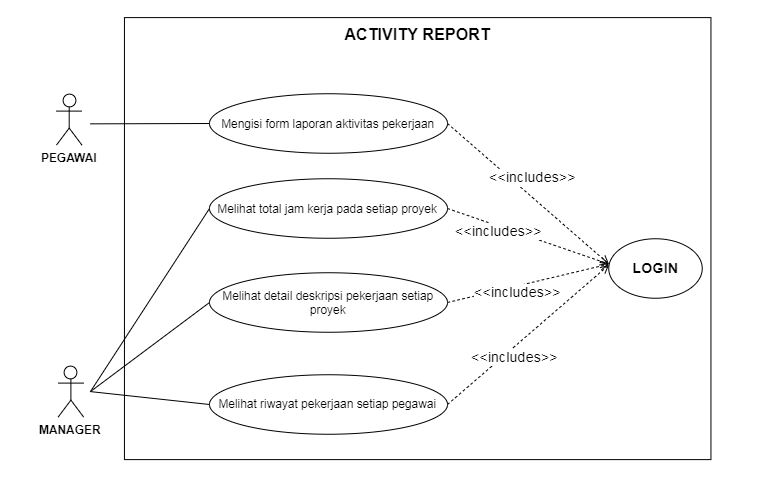 ACTIVITY REPORT
Mengisi form laporan aktivitas pekerjaan
PEGAWAI
<<includes>>
Melihat total jam kerja pada setiap proyek
<<includes>>
LOGIN
Melihat detail deskripsi pekerjaan setiap
proyek
<<includes>>
<<includes>>
Melihat riwayat pekerjaan setiap pegawai
MANAGER